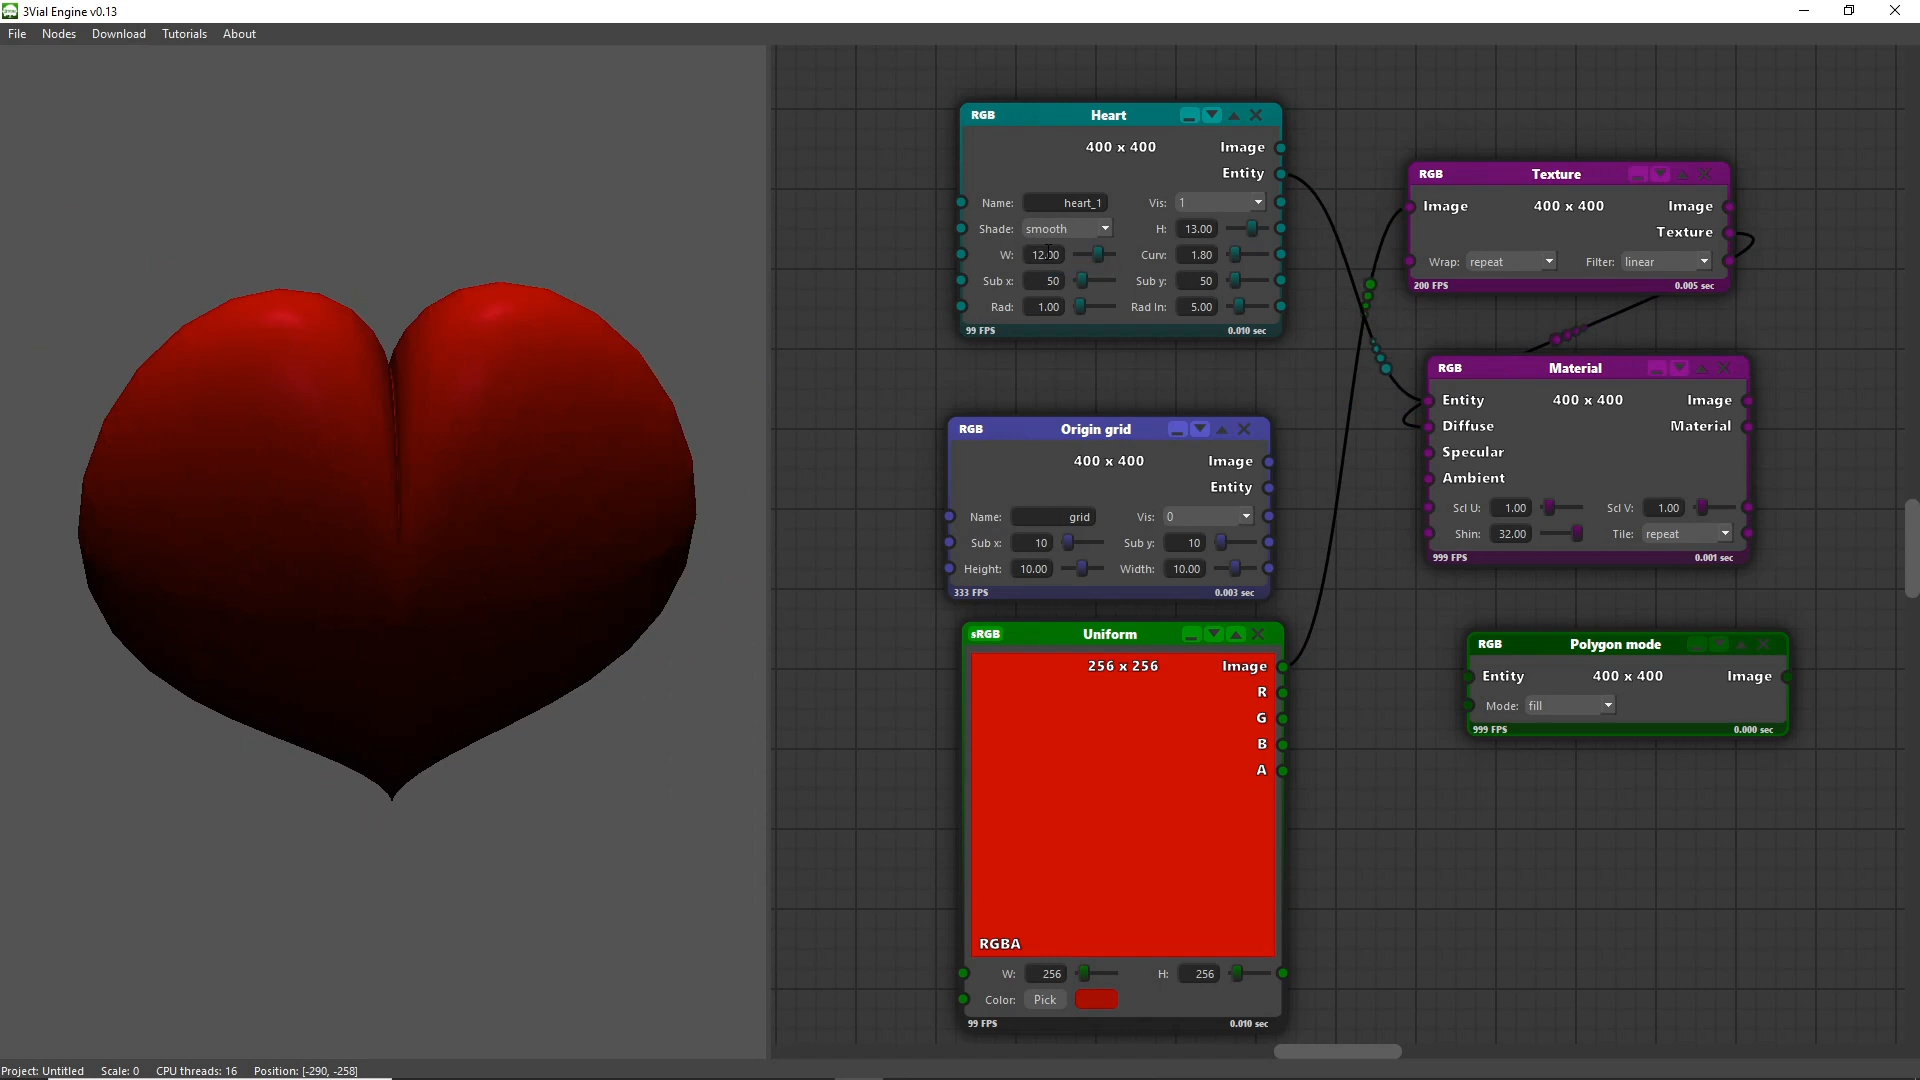 3Vial Engine v0.13
File Nodes Download Tutorials About
RGB Heart
400 x 400 Image
Entity
Name: heart_1 Vis: 1
Shade: smooth H: 13.00
W: 12.00 Curv: 1.80
Sub x: 50 Sub y: 50
Rad: 1.00 Rad In: 5.00
99 FPS 0.010 sec
RGB Texture
Image 400 x 400 Image
Texture
Wrap: repeat Filter: linear
200 FPS 0.005 sec
RGB Material
Entity 400 x 400 Image
Diffuse Material
Specular
Ambient
Scl U: 1.00 Scl V: 1.00
Shin: 32.00 Tile: repeat
999 FPS 0.001 sec
RGB Origin grid
400 x 400 Image
Entity
Name: grid Vis: 0
Sub x: 10 Sub y: 10
Height: 10.00 Width: 10.00
333 FPS 0.003 sec
sRGB Uniform
256 x 256 Image
R
G
B
A
RGBA
W: 256 H: 256
Color: Pick
99 FPS 0.010 sec
RGB Polygon mode
Entity 400 x 400 Image
Mode: fill
999 FPS 0.000 sec
Project: Untitled Scale: 0 CPU threads: 16 Position: [-290, -258]